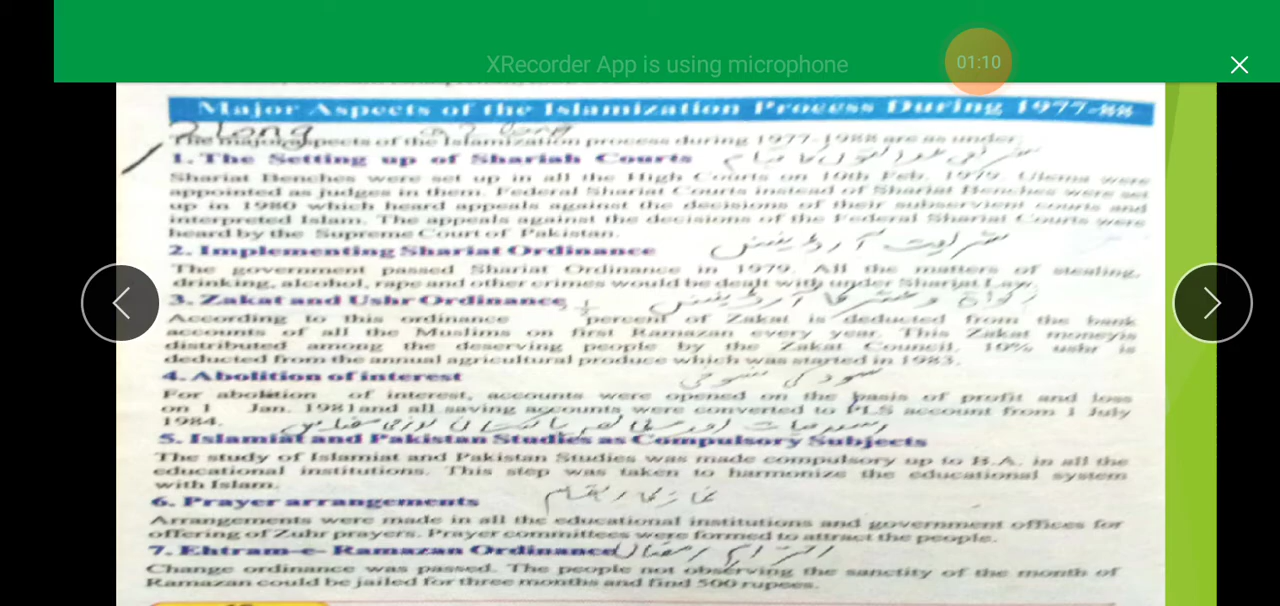 XRecorder App is using microphone
01:10
Major Aspects of the Islamization Process During 1977-88
2 long
The major aspects of the Islamization process during 1977-1988 are as under.
1. The Setting up of Shariah Courts
Shariat Benches were set up in all the High Courts on 10th Feb. 1979. Ulema were
appointed as judges in them. Federal Shariat Courts instead of Shariat Benches were set
up in 1980 which heard appeals against the decisions of their subservient courts and
interpreted Islam. The appeals against the decisions of the Federal Shariat Courts were
heard by the Supreme Court of Pakistan.
2. Implementing Shariat Ordinance شریعت آرڈیننس
The government passed Shariat Ordinance in 1979. All the matters of stealing,
drinking, alcohol, rape and other crimes would be dealt with under Shariat Law.
3. Zakat and Ushr Ordinance زکواۃ و عشر کا آرڈیننس
According to this ordinance percent of Zakat is deducted from the bank
accounts of all the Muslims on first Ramazan every year. This Zakat moneyis
distributed among the deserving people by the Zakat Council. 10% ushr is
deducted from the annual agricultural produce which was started in 1983.
4. Abolition of interest سود کی منسوخی
For abolition of interest, accounts were opened on the basis of profit and loss
on 1 Jan. 1981and all saving accounts were converted to PLS account from 1 July
1984.
5. Islamiat and Pakistan Studies as Compulsory Subjects
The study of Islamiat and Pakistan Studies was made compulsory up to B.A. in all the
educational institutions. This step was taken to harmonize the educational system
with Islam.
6. Prayer arrangements
Arrangements were made in all the educational institutions and government offices for
offering of Zuhr prayers. Prayer committees were formed to attract the people.
7. Ehtram-e- Ramazan Ordinance احترام رمضان
Change ordinance was passed. The people not observing the sanctity of the month of
Ramazan could be jailed for three months and find 500 rupees.